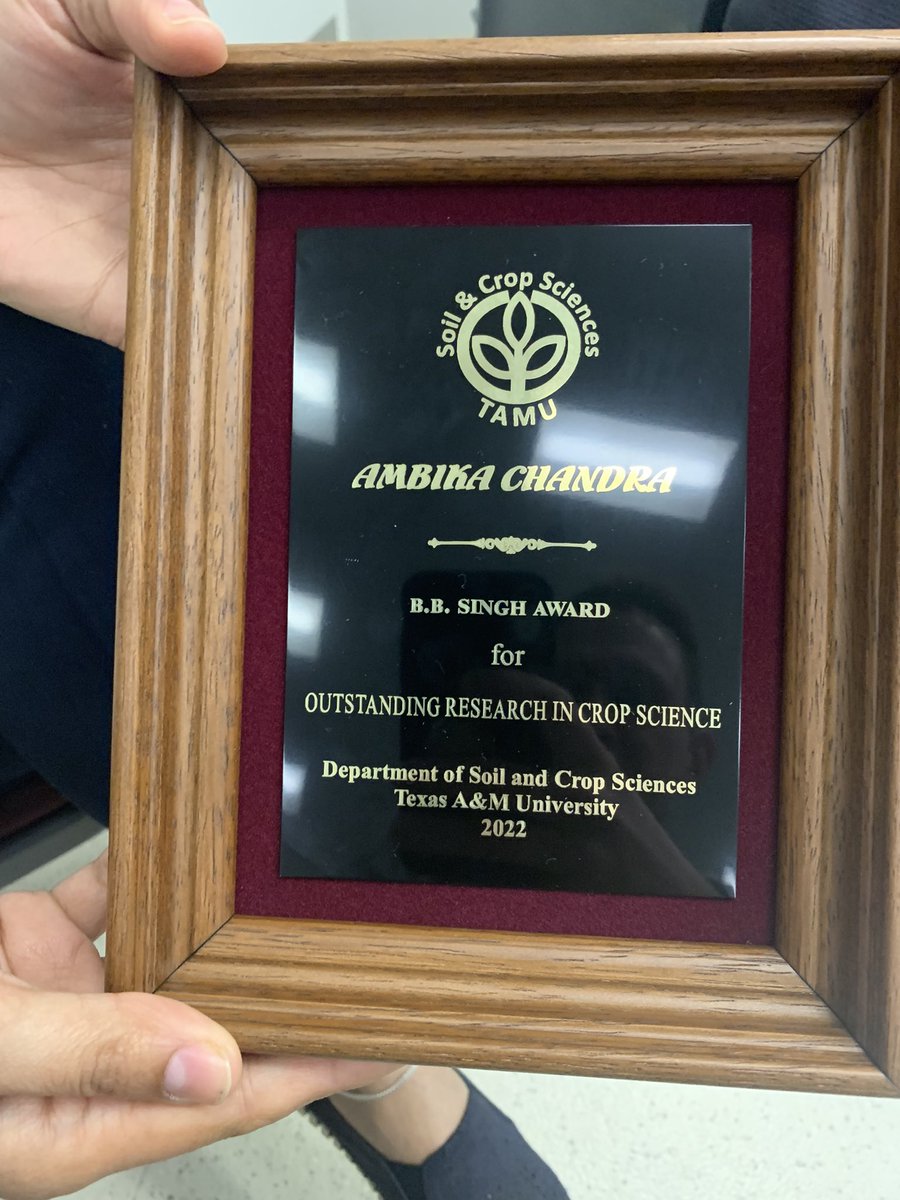 Soil & Crop Sciences
TAMU
AMBIKA CHANDRA
B.B. SINGH AWARD
for
OUTSTANDING RESEARCH IN CROP SCIENCE
Department of Soil and Crop Sciences
Texas A&M University
2022